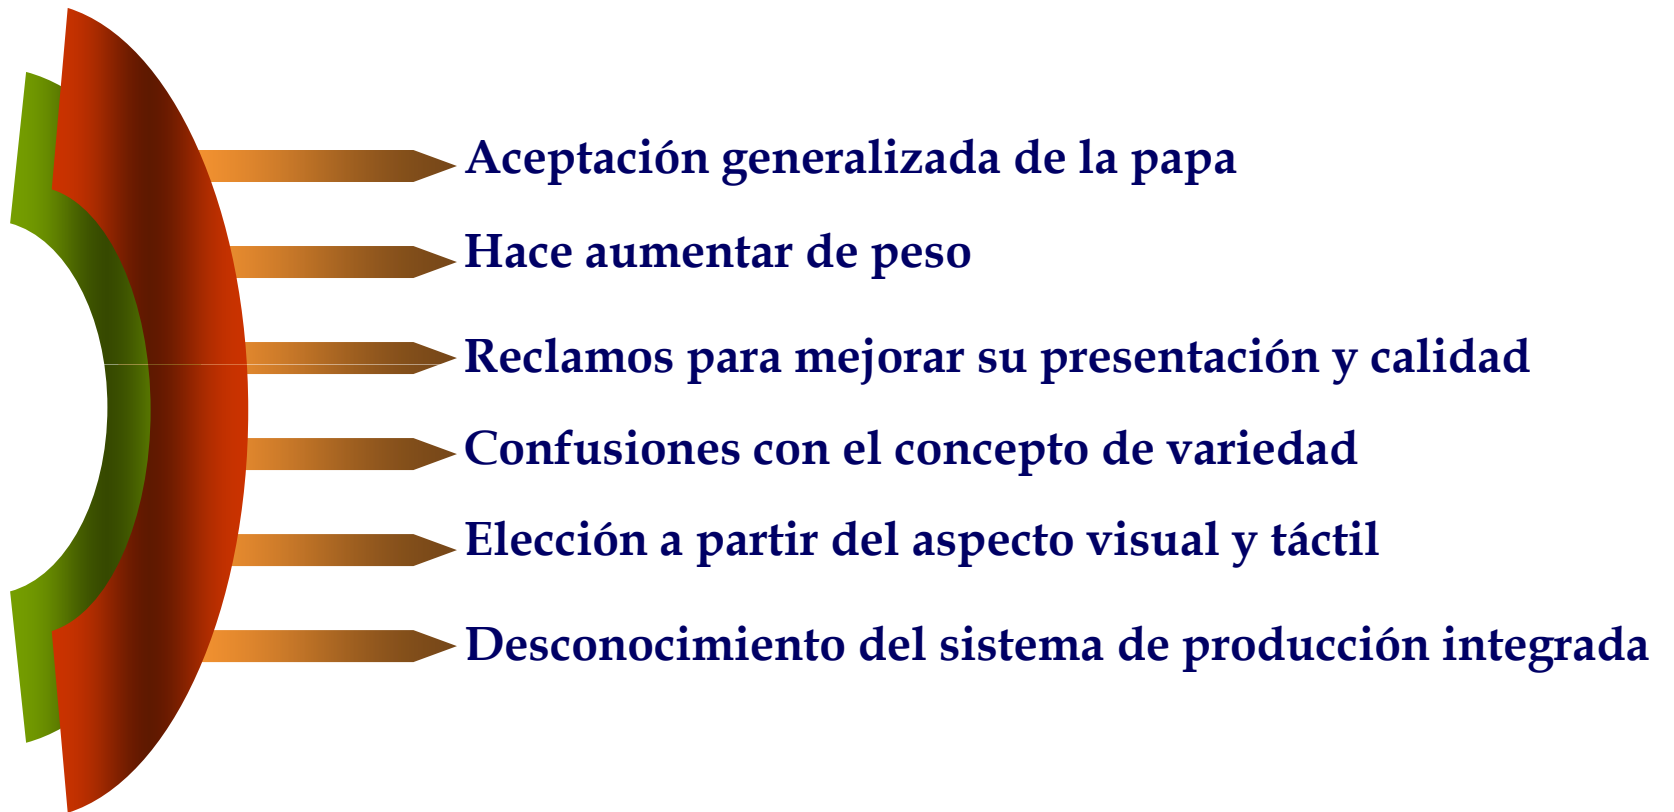 Aceptación generalizada de la papa
Hace aumentar de peso
Reclamos para mejorar su presentación y calidad
Confusiones con el concepto de variedad
Elección a partir del aspecto visual y táctil
Desconocimiento del sistema de producción integrada